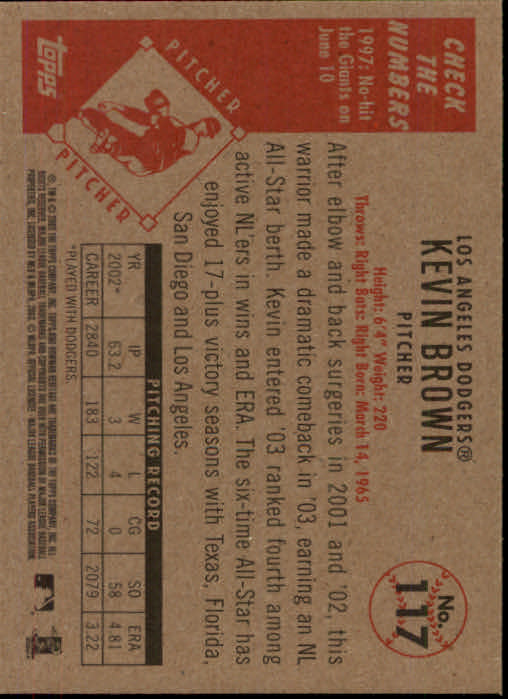 No.
117
LOS ANGELES DODGERS®
KEVIN BROWN
PITCHER
Height: 6'4" Weight: 220
Throws: Right Bats: Right Born: March 14, 1965
After elbow and back surgeries in 2001 and '02, this
warrior made a dramatic comeback in '03, earning an NL
All-Star berth. Kevin entered '03 ranked fourth among
active NL'ers in wins and ERA. The six-time All-Star has
enjoyed 17-plus victory seasons with Texas, Florida,
San Diego and Los Angeles.
CHECK
THE
NUMBERS
1997: No-hit
the Giants on
June 10
PITCHER
PITCHER
TOPPS
PITCHING RECORD
YR IP W L CG SO ERA
2002* 63.2 3 4 0 58 4.81
CAREER 2840 183 122 72 2079 3.22
*PLAYED WITH DODGERS.